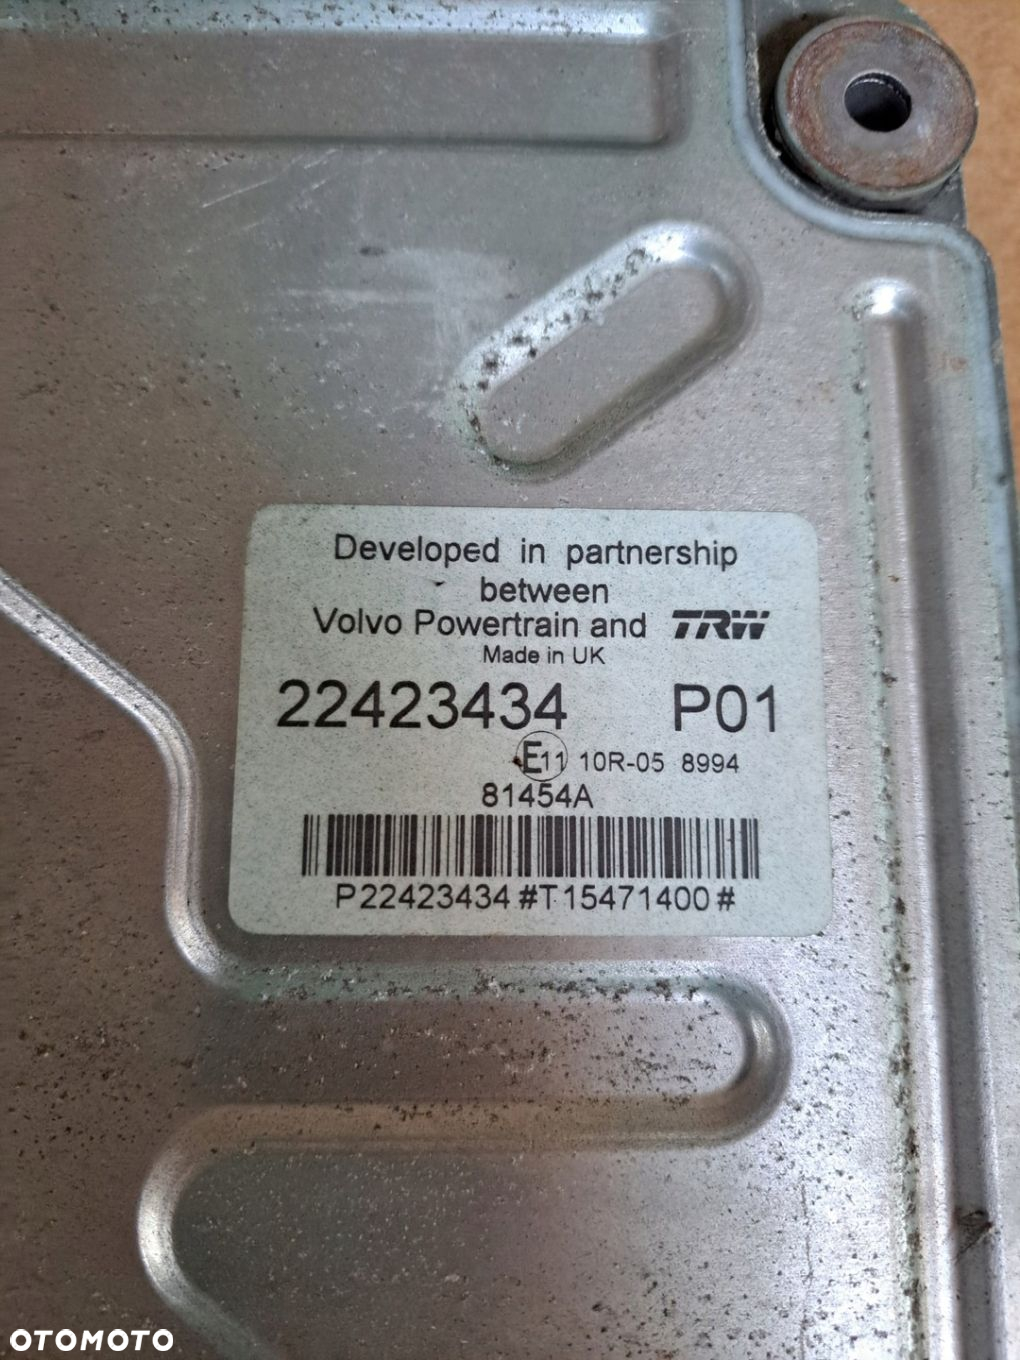 Developed in partnership
between
Volvo Powertrain and TRW
Made in UK
22423434 P01
E11 10R-05 8994
81454A
P22423434#T15471400#
OTOMOTO